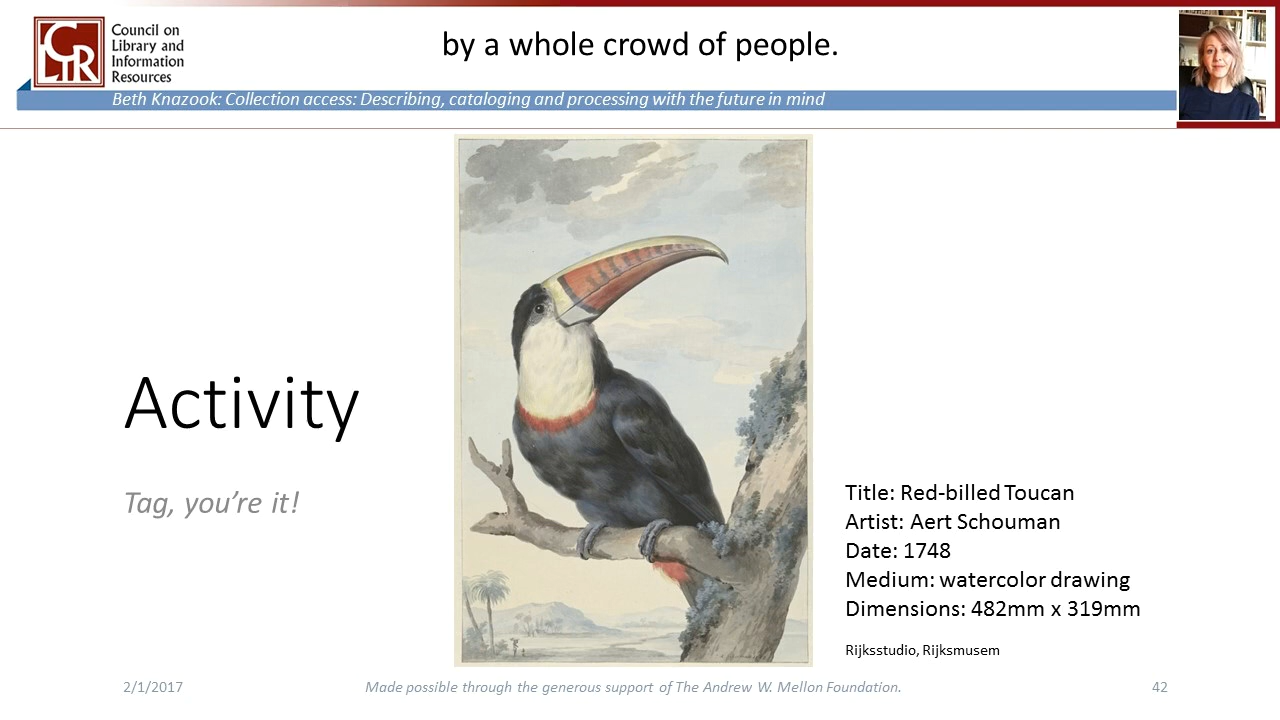 CLIR
Council on
Library and
Information
Resources
by a whole crowd of people.
Beth Knazook: Collection access: Describing, cataloging and processing with the future in mind
Activity
Tag, you’re it!
Title: Red-billed Toucan
Artist: Aert Schouman
Date: 1748
Medium: watercolor drawing
Dimensions: 482mm x 319mm
Rijksstudio, Rijksmusem
2/1/2017
Made possible through the generous support of The Andrew W. Mellon Foundation.
42